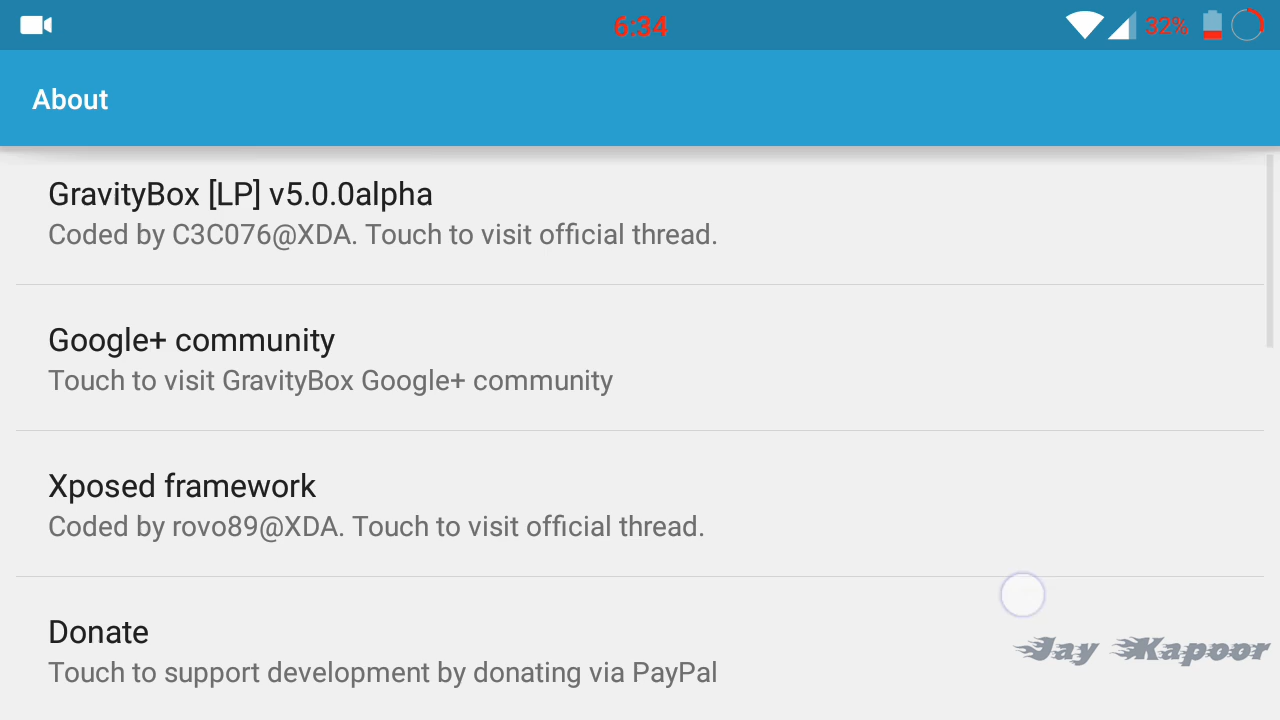 6:34
32%
About
GravityBox [LP] v5.0.0alpha
Coded by C3C076@XDA. Touch to visit official thread.
Google+ community
Touch to visit GravityBox Google+ community
Xposed framework
Coded by rovo89@XDA. Touch to visit official thread.
Donate
Jay Kapoor
Touch to support development by donating via PayPal